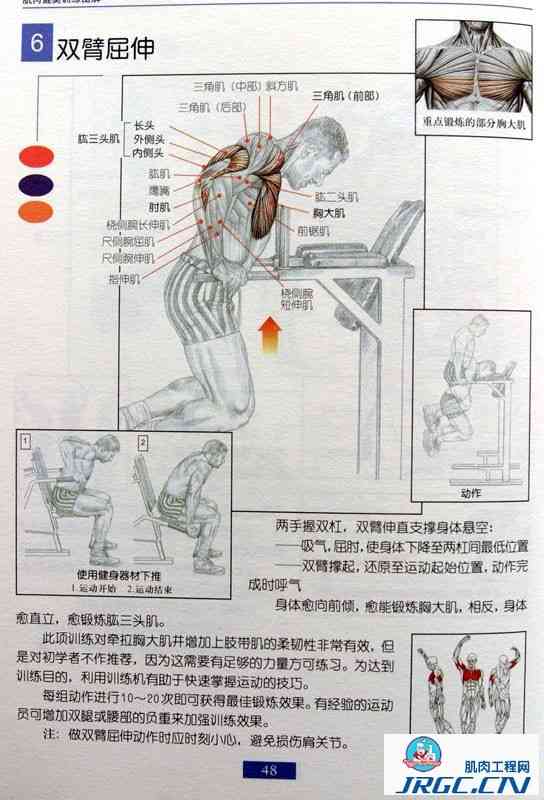 肌肉健美训练图解
6 双臂屈伸
三角肌（中部）斜方肌
三角肌（后部）
三角肌（前部）
肱三头肌
长头
外侧头
内侧头
肱肌
鹰嘴
肘肌
桡侧腕长伸肌
尺侧腕屈肌
尺侧腕伸肌
指伸肌
肱二头肌
胸大肌
前锯肌
桡侧腕
短伸肌
重点锻炼的部分胸大肌
动作
1
2
使用健身器材下推
1.运动开始 2.运动结束
两手握双杠，双臂伸直支撑身体悬空：
——吸气，屈肘，使身体下降至两杠间最低位置
——双臂撑起，还原至运动起始位置，动作完
成时呼气
身体愈向前倾，愈能锻炼胸大肌，相反，身体
愈直立，愈锻炼肱三头肌。
此项训练对牵拉胸大肌并增加上肢带肌的柔韧性非常有效，但
是对初学者不作推荐，因为这需要有足够的力量方可练习。为达到
训练目的，利用训练机有助于快速掌握运动的技巧。
每组动作进行10～20次即可获得最佳锻炼效果。有经验的运动
员可增加双腿或腰部的负重来加强训练效果。
注：做双臂屈伸动作时应时刻小心，避免损伤肩关节。
48
肌肉工程网
JRGC.CN